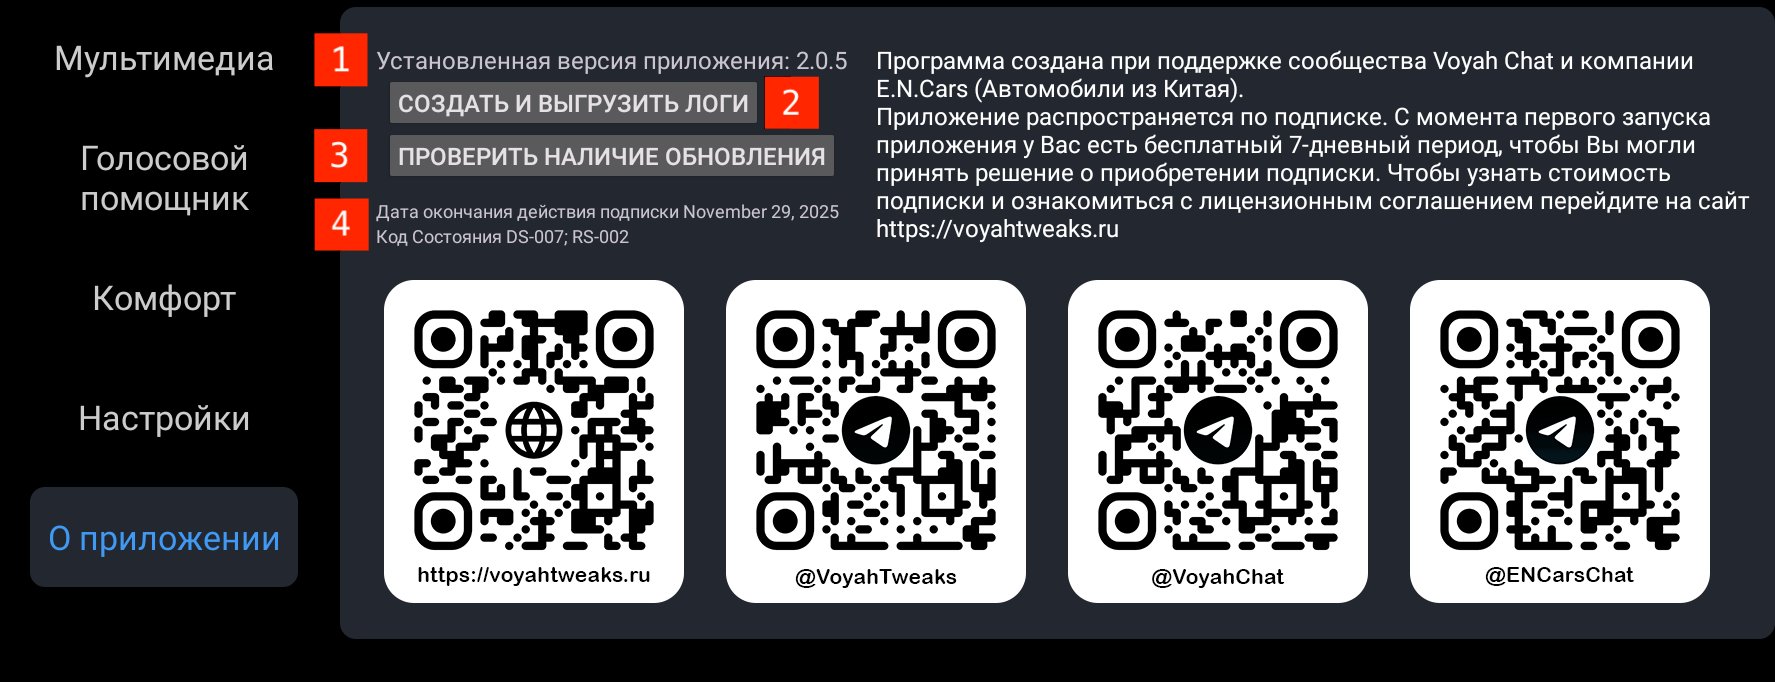 Мультимедиа
Голосовой
помощник
Комфорт
Настройки
О приложении
1
Установленная версия приложения: 2.0.5
СОЗДАТЬ И ВЫГРУЗИТЬ ЛОГИ
2
3
ПРОВЕРИТЬ НАЛИЧИЕ ОБНОВЛЕНИЯ
4
Дата окончания действия подписки November 29, 2025
Код Состояния DS-007; RS-002
Программа создана при поддержке сообщества Voyah Chat и компании
E.N.Cars (Автомобили из Китая).
Приложение распространяется по подписке. С момента первого запуска
приложения у Вас есть бесплатный 7-дневный период, чтобы Вы могли
принять решение о приобретении подписки. Чтобы узнать стоимость
подписки и ознакомиться с лицензионным соглашением перейдите на сайт
https://voyahtweaks.ru
https://voyahtweaks.ru
@VoyahTweaks
@VoyahChat
@ENCarsChat